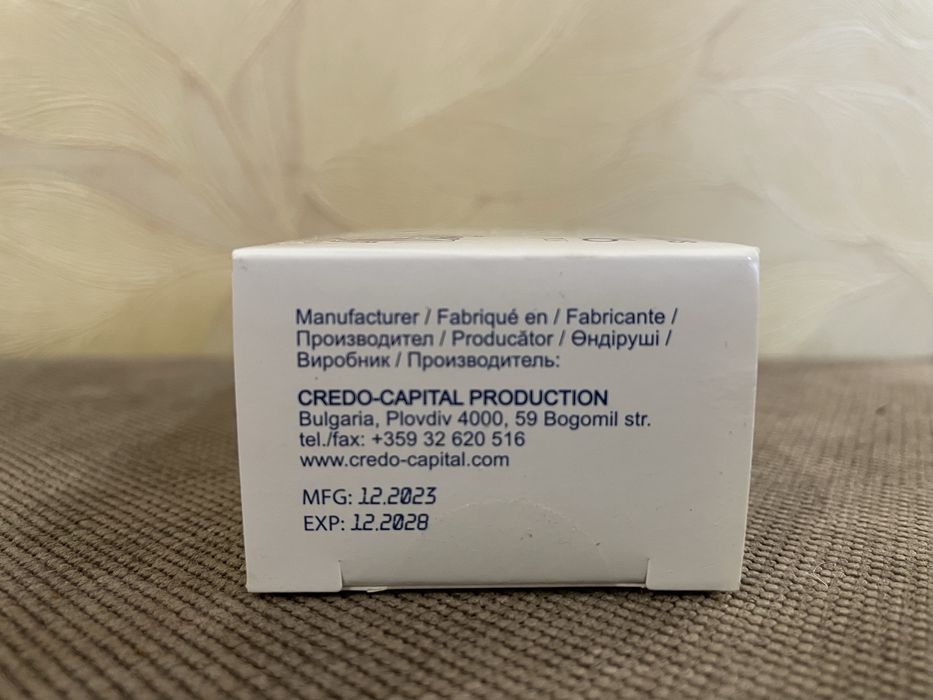 Manufacturer / Fabriqué en / Fabricante /
Производител / Producător / Өндіруші /
Виробник / Производитель:
CREDO-CAPITAL PRODUCTION
Bulgaria, Plovdiv 4000, 59 Bogomil str.
tel./fax: +359 32 620 516
www.credo-capital.com
MFG: 12.2023
EXP: 12.2028